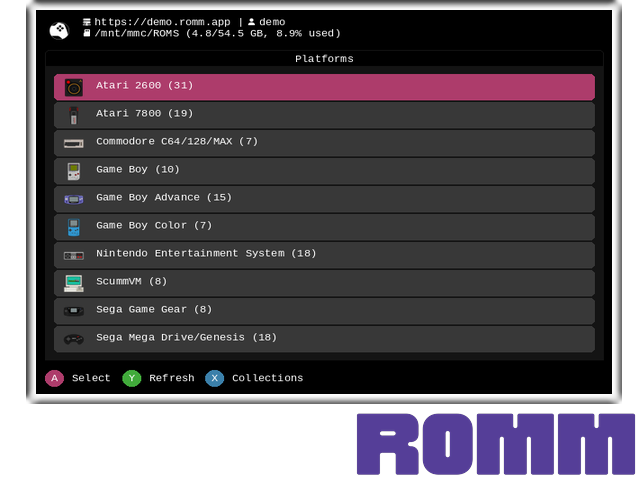 https://demo.romm.app | demo
/mnt/mmc/ROMS (4.8/54.5 GB, 8.9% used)
Platforms
Atari 2600 (31)
Atari 7800 (19)
Commodore C64/128/MAX (7)
Game Boy (10)
Game Boy Advance (15)
Game Boy Color (7)
Nintendo Entertainment System (18)
ScummVM (8)
Sega Game Gear (8)
Sega Mega Drive/Genesis (18)
A Select Y Refresh X Collections
ROMM